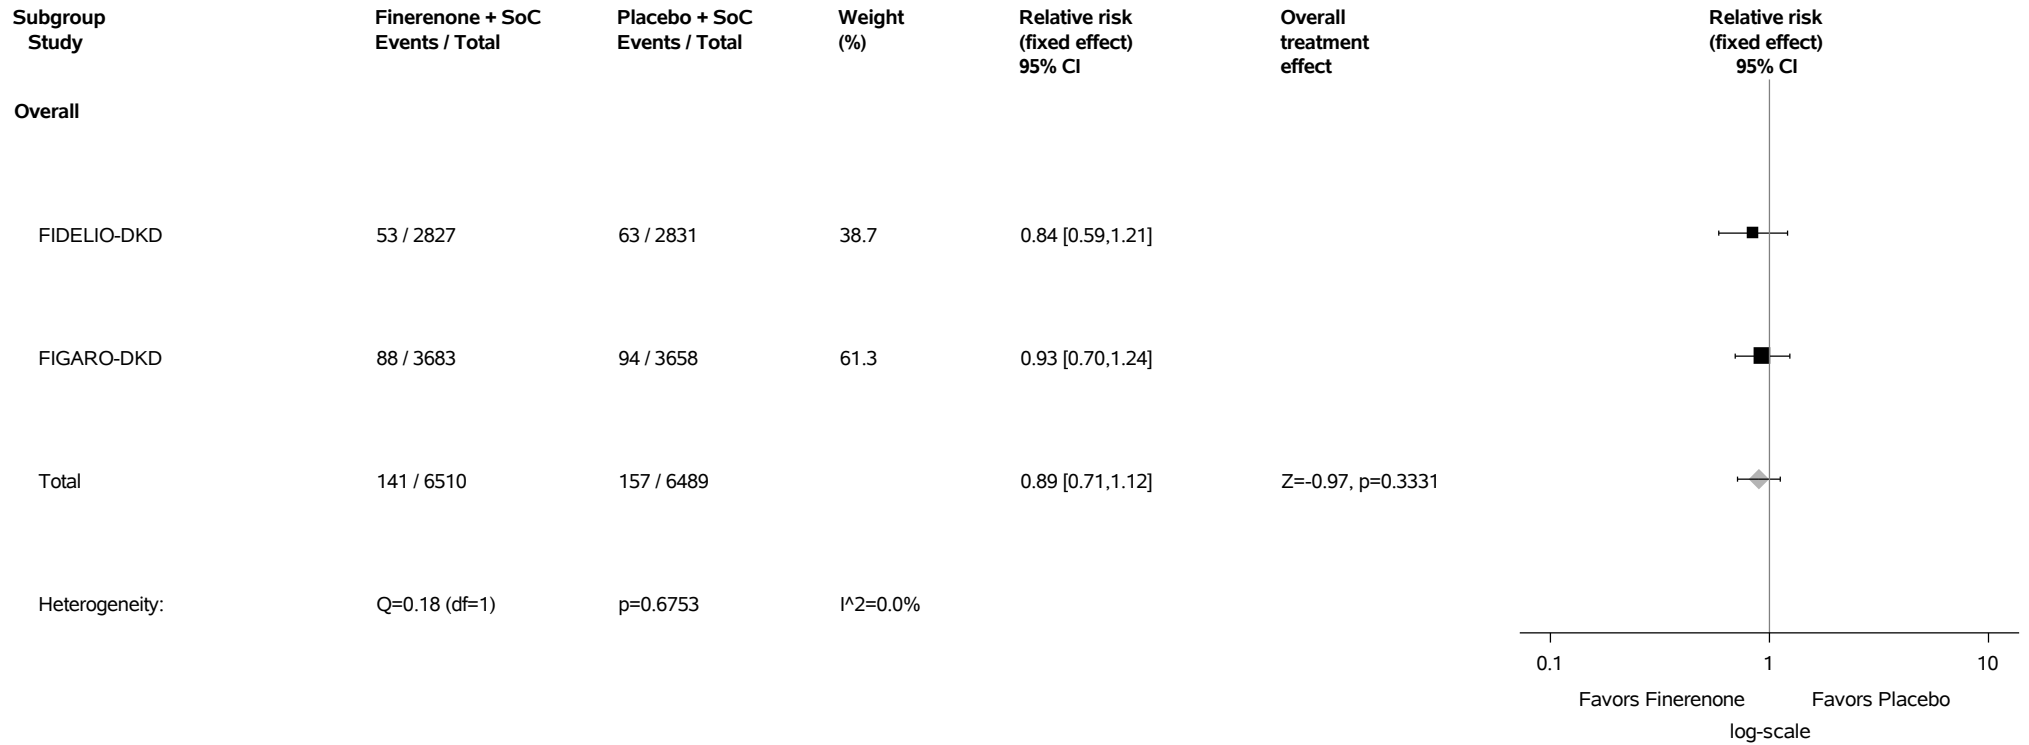 Subgroup Finerenone + SoC Placebo + SoC Weight Relative risk Overall Relative risk
Study Events / Total Events / Total (%) (fixed effect) treatment (fixed effect)
95% CI effect 95% CI
Overall
FIDELIO-DKD 53 / 2827 63 / 2831 38.7 0.84 [0.59,1.21]
FIGARO-DKD 88 / 3683 94 / 3658 61.3 0.93 [0.70,1.24]
Total 141 / 6510 157 / 6489 0.89 [0.71,1.12] Z=-0.97, p=0.3331
Heterogeneity: Q=0.18 (df=1) p=0.6753 I^2=0.0%
0.1 1 10
Favors Finerenone Favors Placebo
log-scale